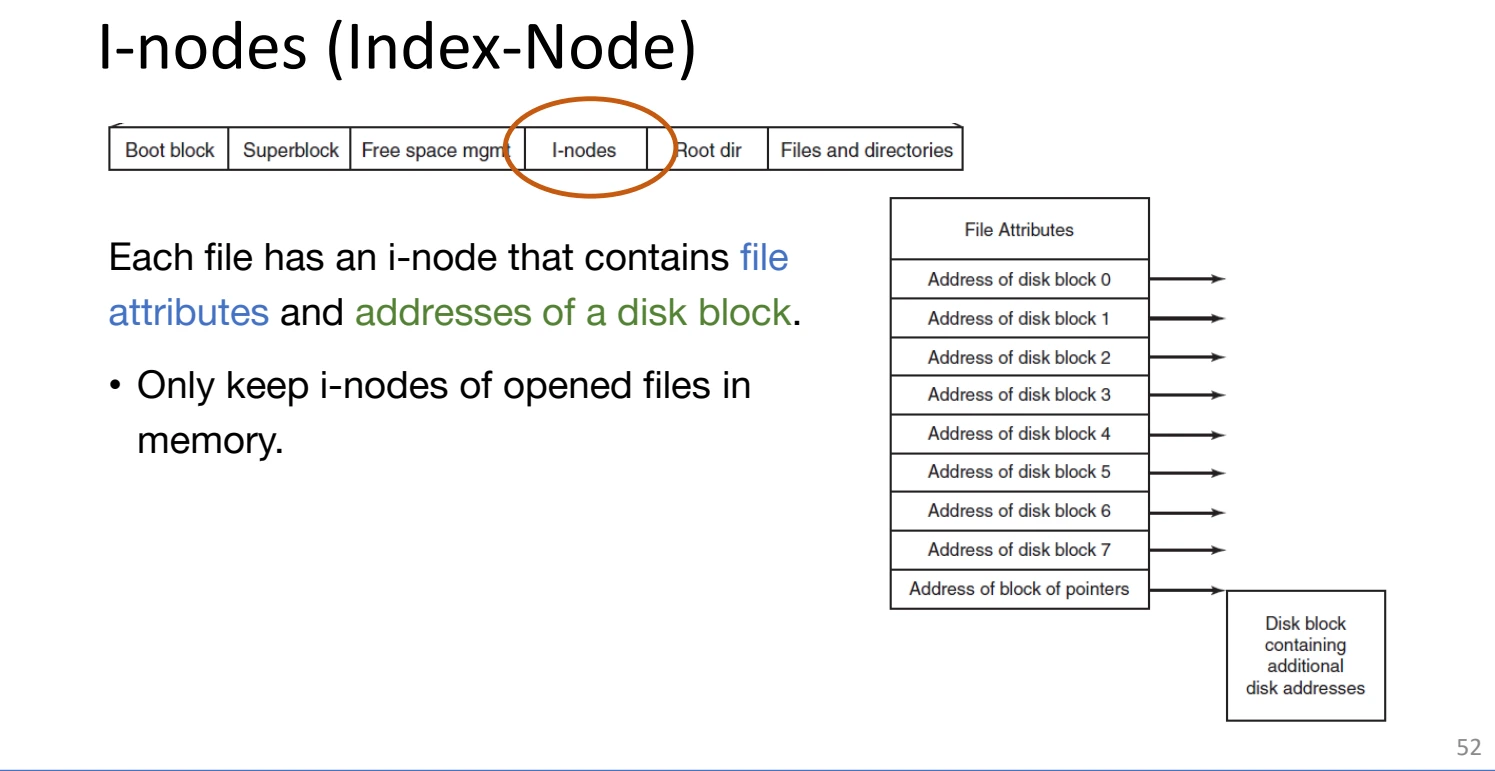 I-nodes (Index-Node)
Boot block Superblock Free space mgmt I-nodes Root dir Files and directories
Each file has an i-node that contains file
attributes and addresses of a disk block.
• Only keep i-nodes of opened files in
memory.
File Attributes
Address of disk block 0
Address of disk block 1
Address of disk block 2
Address of disk block 3
Address of disk block 4
Address of disk block 5
Address of disk block 6
Address of disk block 7
Address of block of pointers
Disk block
containing
additional
disk addresses
52